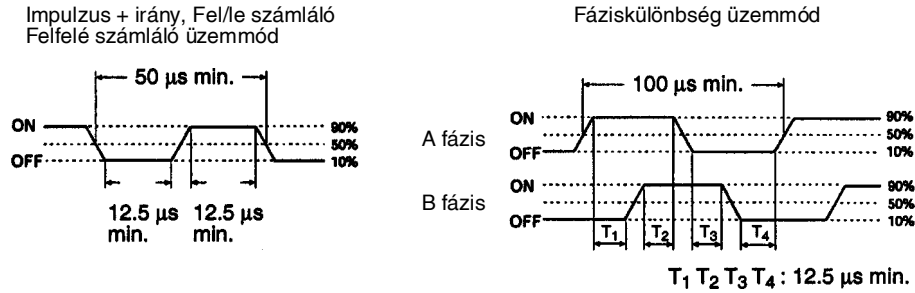 Impulzus + irány, Fel/le számláló
Felfelé számláló üzemmód
50 µs min.
ON
OFF
90%
50%
10%
12.5 µs min.
12.5 µs min.
Fáziskülönbség üzemmód
100 µs min.
A fázis
ON
OFF
90%
50%
10%
B fázis
ON
OFF
90%
50%
10%
T1 T2 T3 T4
T1 T2 T3 T4 : 12.5 µs min.